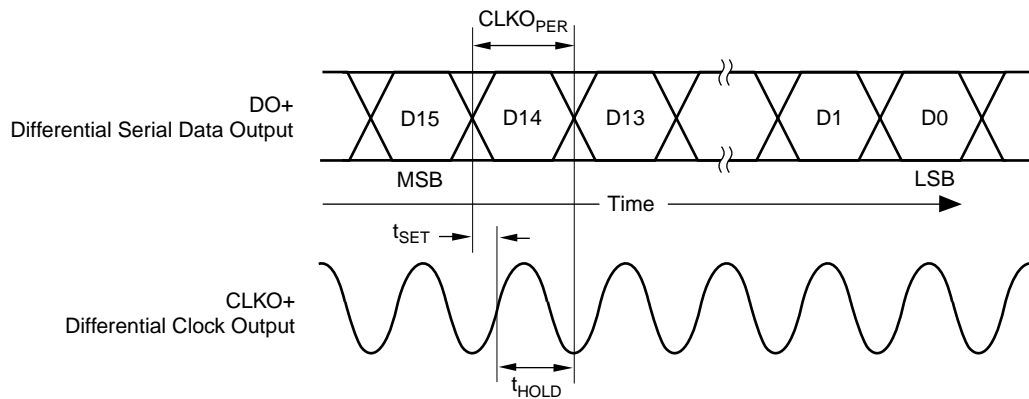 CLKOPER
DO+
Differential Serial Data Output
D15 D14 D13 D1 D0
MSB LSB
Time
tSET
CLKO+
Differential Clock Output
tHOLD